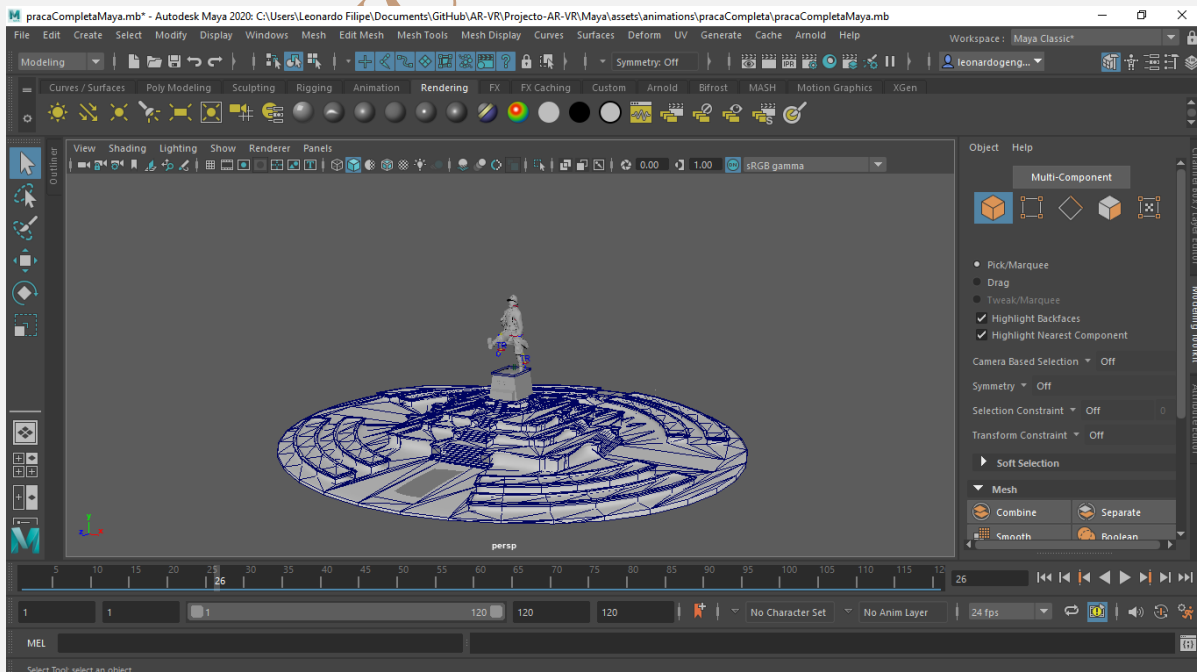 pracaCompletaMaya.mb* - Autodesk Maya 2020: C:\Users\Leonardo Filipe\Documents\GitHub\AR-VR\Projecto-AR-VR\Maya\assets\animations\pracaCompleta\pracaCompletaMaya.mb
File Edit Create Select Modify Display Windows Mesh Edit Mesh Mesh Tools Mesh Display Curves Surfaces Deform UV Generate Cache Arnold Help Workspace : Maya Classic*
Modeling Symmetry: Off IPR leonardogeng...
Curves / Surfaces Poly Modeling Sculpting Rigging Animation Rendering FX FX Caching Custom Arnold Bifrost MASH Motion Graphics XGen
View Shading Lighting Show Renderer Panels
0.00 1.00 sRGB gamma
Outliner
persp
Object Help
Multi-Component
Pick/Marquee
Drag
Tweak/Marquee
Highlight Backfaces
Highlight Nearest Component
Camera Based Selection Off
Symmetry Off
Selection Constraint Off 0
Transform Constraint Off
Soft Selection
Mesh
Combine Separate
Smooth Boolean
5 10 15 20 25 26 30 35 40 45 50 55 60 65 70 75 80 85 90 95 100 105 110 115 12 26
1 1 1 120 120 120 No Character Set No Anim Layer 24 fps
MEL
Select Tool: select an object